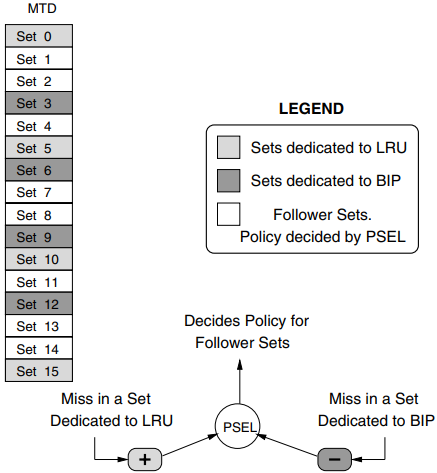 MTD
Set 0
Set 1
Set 2
Set 3
Set 4
Set 5
Set 6
Set 7
Set 8
Set 9
Set 10
Set 11
Set 12
Set 13
Set 14
Set 15
LEGEND
Sets dedicated to LRU
Sets dedicated to BIP
Follower Sets.
Policy decided by PSEL
Decides Policy for
Follower Sets
Miss in a Set
Dedicated to LRU
+
PSEL
Miss in a Set
Dedicated to BIP
−